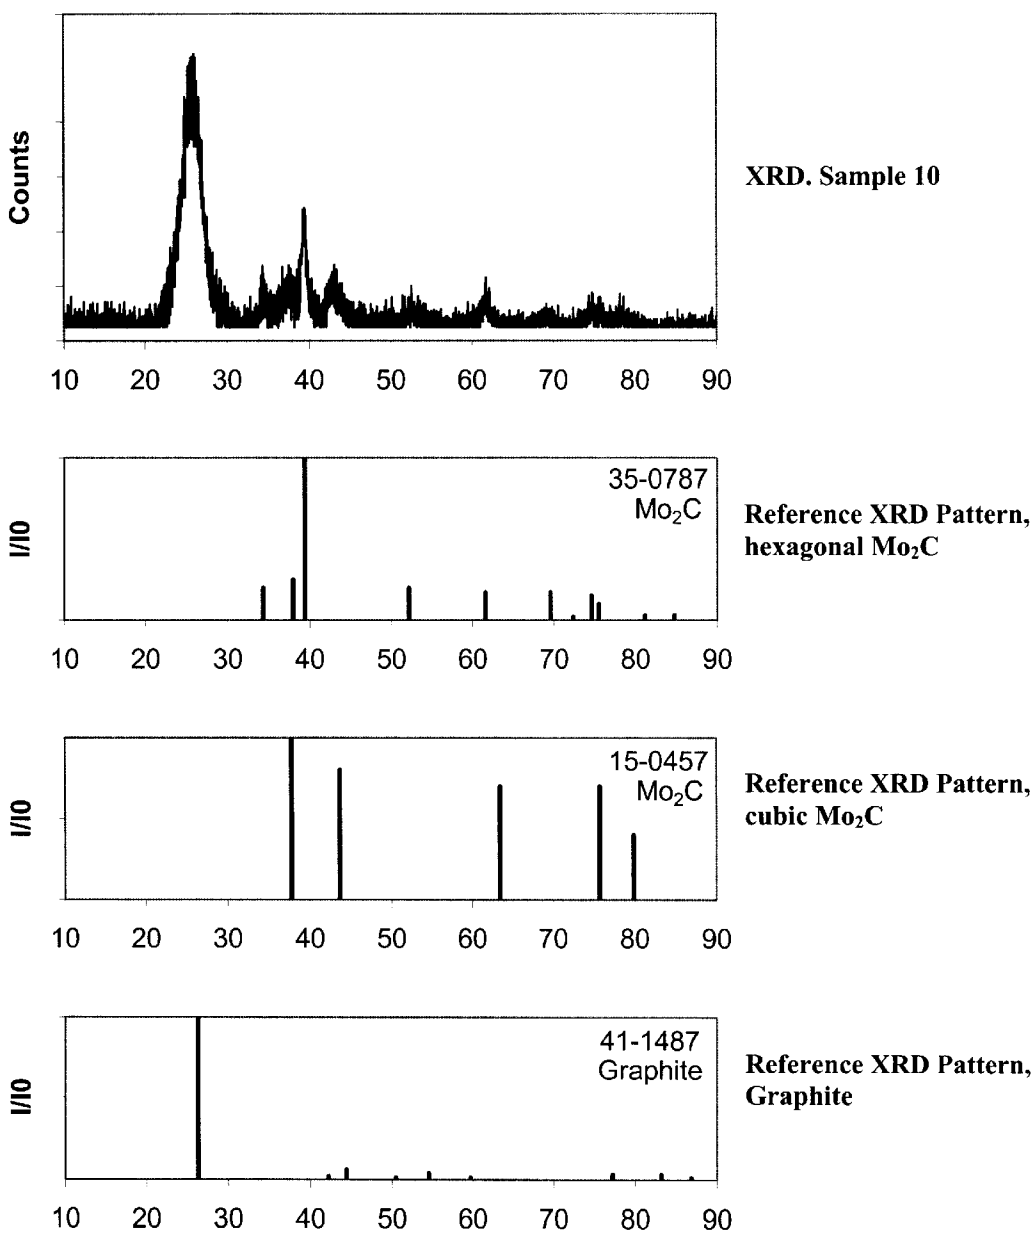 Counts
XRD. Sample 10
10 20 30 40 50 60 70 80 90
I/I0
35-0787
Mo₂C
Reference XRD Pattern,
hexagonal Mo₂C
10 20 30 40 50 60 70 80 90
I/I0
15-0457
Mo₂C
Reference XRD Pattern,
cubic Mo₂C
10 20 30 40 50 60 70 80 90
I/I0
41-1487
Graphite
Reference XRD Pattern,
Graphite
10 20 30 40 50 60 70 80 90